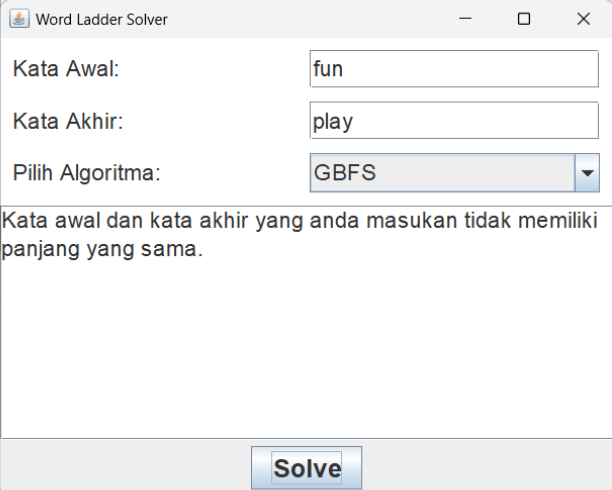 Word Ladder Solver
Kata Awal:
fun
Kata Akhir:
play
Pilih Algoritma:
GBFS
Kata awal dan kata akhir yang anda masukan tidak memiliki
panjang yang sama.
Solve